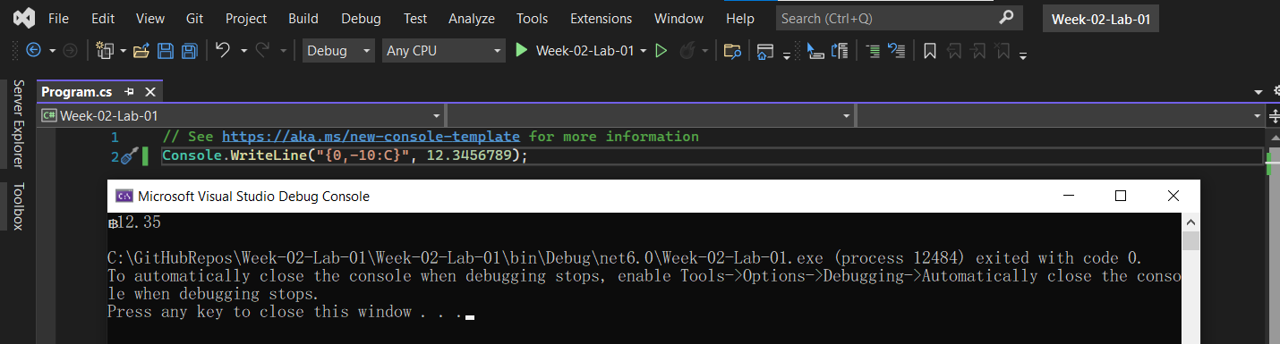 File Edit View Git Project Build Debug Test Analyze Tools Extensions Window Help Search (Ctrl+Q) Week-02-Lab-01
Debug Any CPU Week-02-Lab-01
Server Explorer
Toolbox
Program.cs
C# Week-02-Lab-01
1 // See https://aka.ms/new-console-template for more information
2 Console.WriteLine("{0,-10:C}", 12.3456789);
C:\ Microsoft Visual Studio Debug Console
฿12.35
C:\GitHubRepos\Week-02-Lab-01\Week-02-Lab-01\bin\Debug\net6.0\Week-02-Lab-01.exe (process 12484) exited with code 0.
To automatically close the console when debugging stops, enable Tools->Options->Debugging->Automatically close the conso
le when debugging stops.
Press any key to close this window . . .